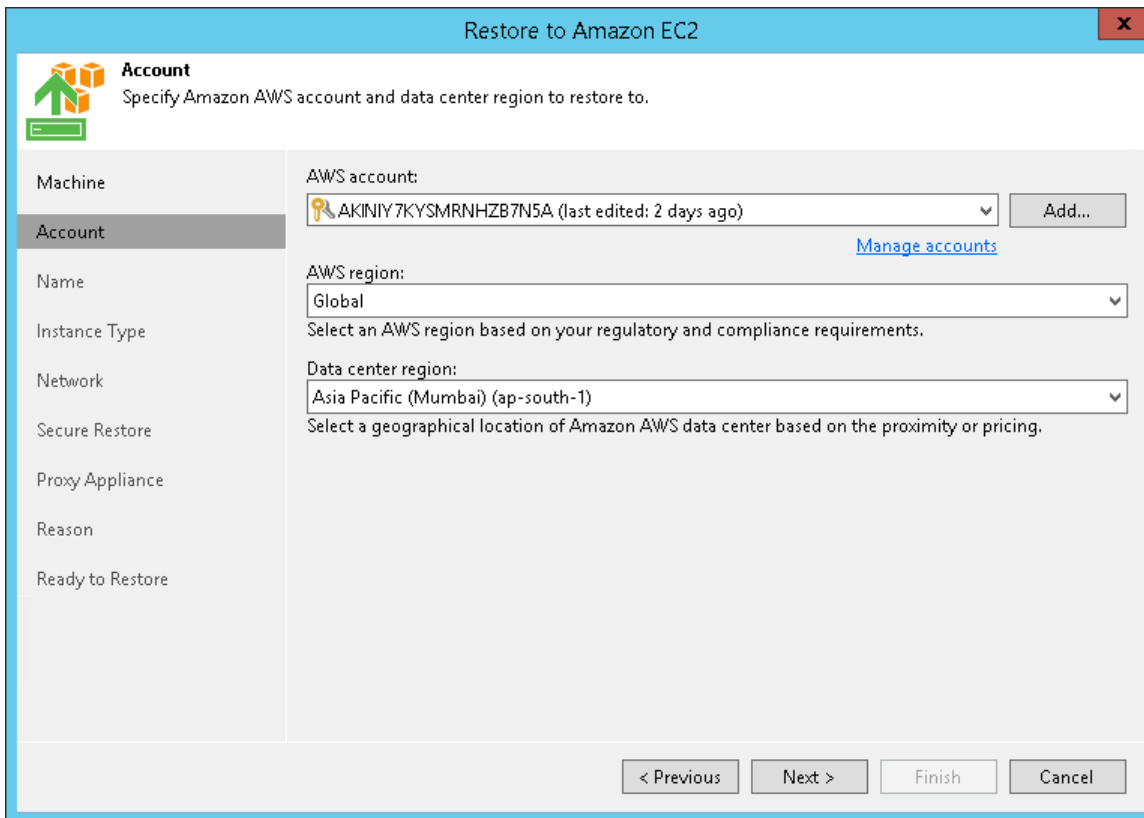 Restore to Amazon EC2
x
Account
Specify Amazon AWS account and data center region to restore to.
Machine
Account
Name
Instance Type
Network
Secure Restore
Proxy Appliance
Reason
Ready to Restore
AWS account:
AKINIY7KYSMRNHZB7N5A (last edited: 2 days ago)
Add...
Manage accounts
AWS region:
Global
Select an AWS region based on your regulatory and compliance requirements.
Data center region:
Asia Pacific (Mumbai) (ap-south-1)
Select a geographical location of Amazon AWS data center based on the proximity or pricing.
< Previous
Next >
Finish
Cancel